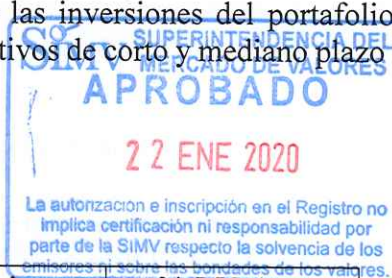 las inversiones del portafolio
tivos de corto y mediano plazo
SIMV SUPERINTENDENCIA DEL
MERCADO DE VALORES
APROBADO
22 ENE 2020
La autorizacion e inscripción en el Registro no
implica certificación ni responsabilidad por
parte de la SIMV respecto la solvencia de los
emisores ni sobre las bondades de los valores.